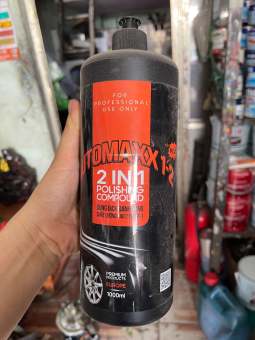 FOR
PROFESSIONAL
USE ONLY
TOMAXX 1-2
2 IN 1
POLISHING
COMPOUND
PREMIUM
PRODUCTS
EUROPE
1000ml